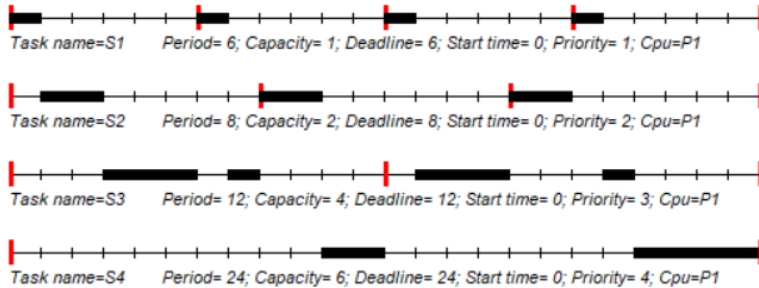 Task name=S1 Period= 6; Capacity= 1; Deadline= 6; Start time= 0; Priority= 1; Cpu=P1
Task name=S2 Period= 8; Capacity= 2; Deadline= 8; Start time= 0; Priority= 2; Cpu=P1
Task name=S3 Period= 12; Capacity= 4; Deadline= 12; Start time= 0; Priority= 3; Cpu=P1
Task name=S4 Period= 24; Capacity= 6; Deadline= 24; Start time= 0; Priority= 4; Cpu=P1